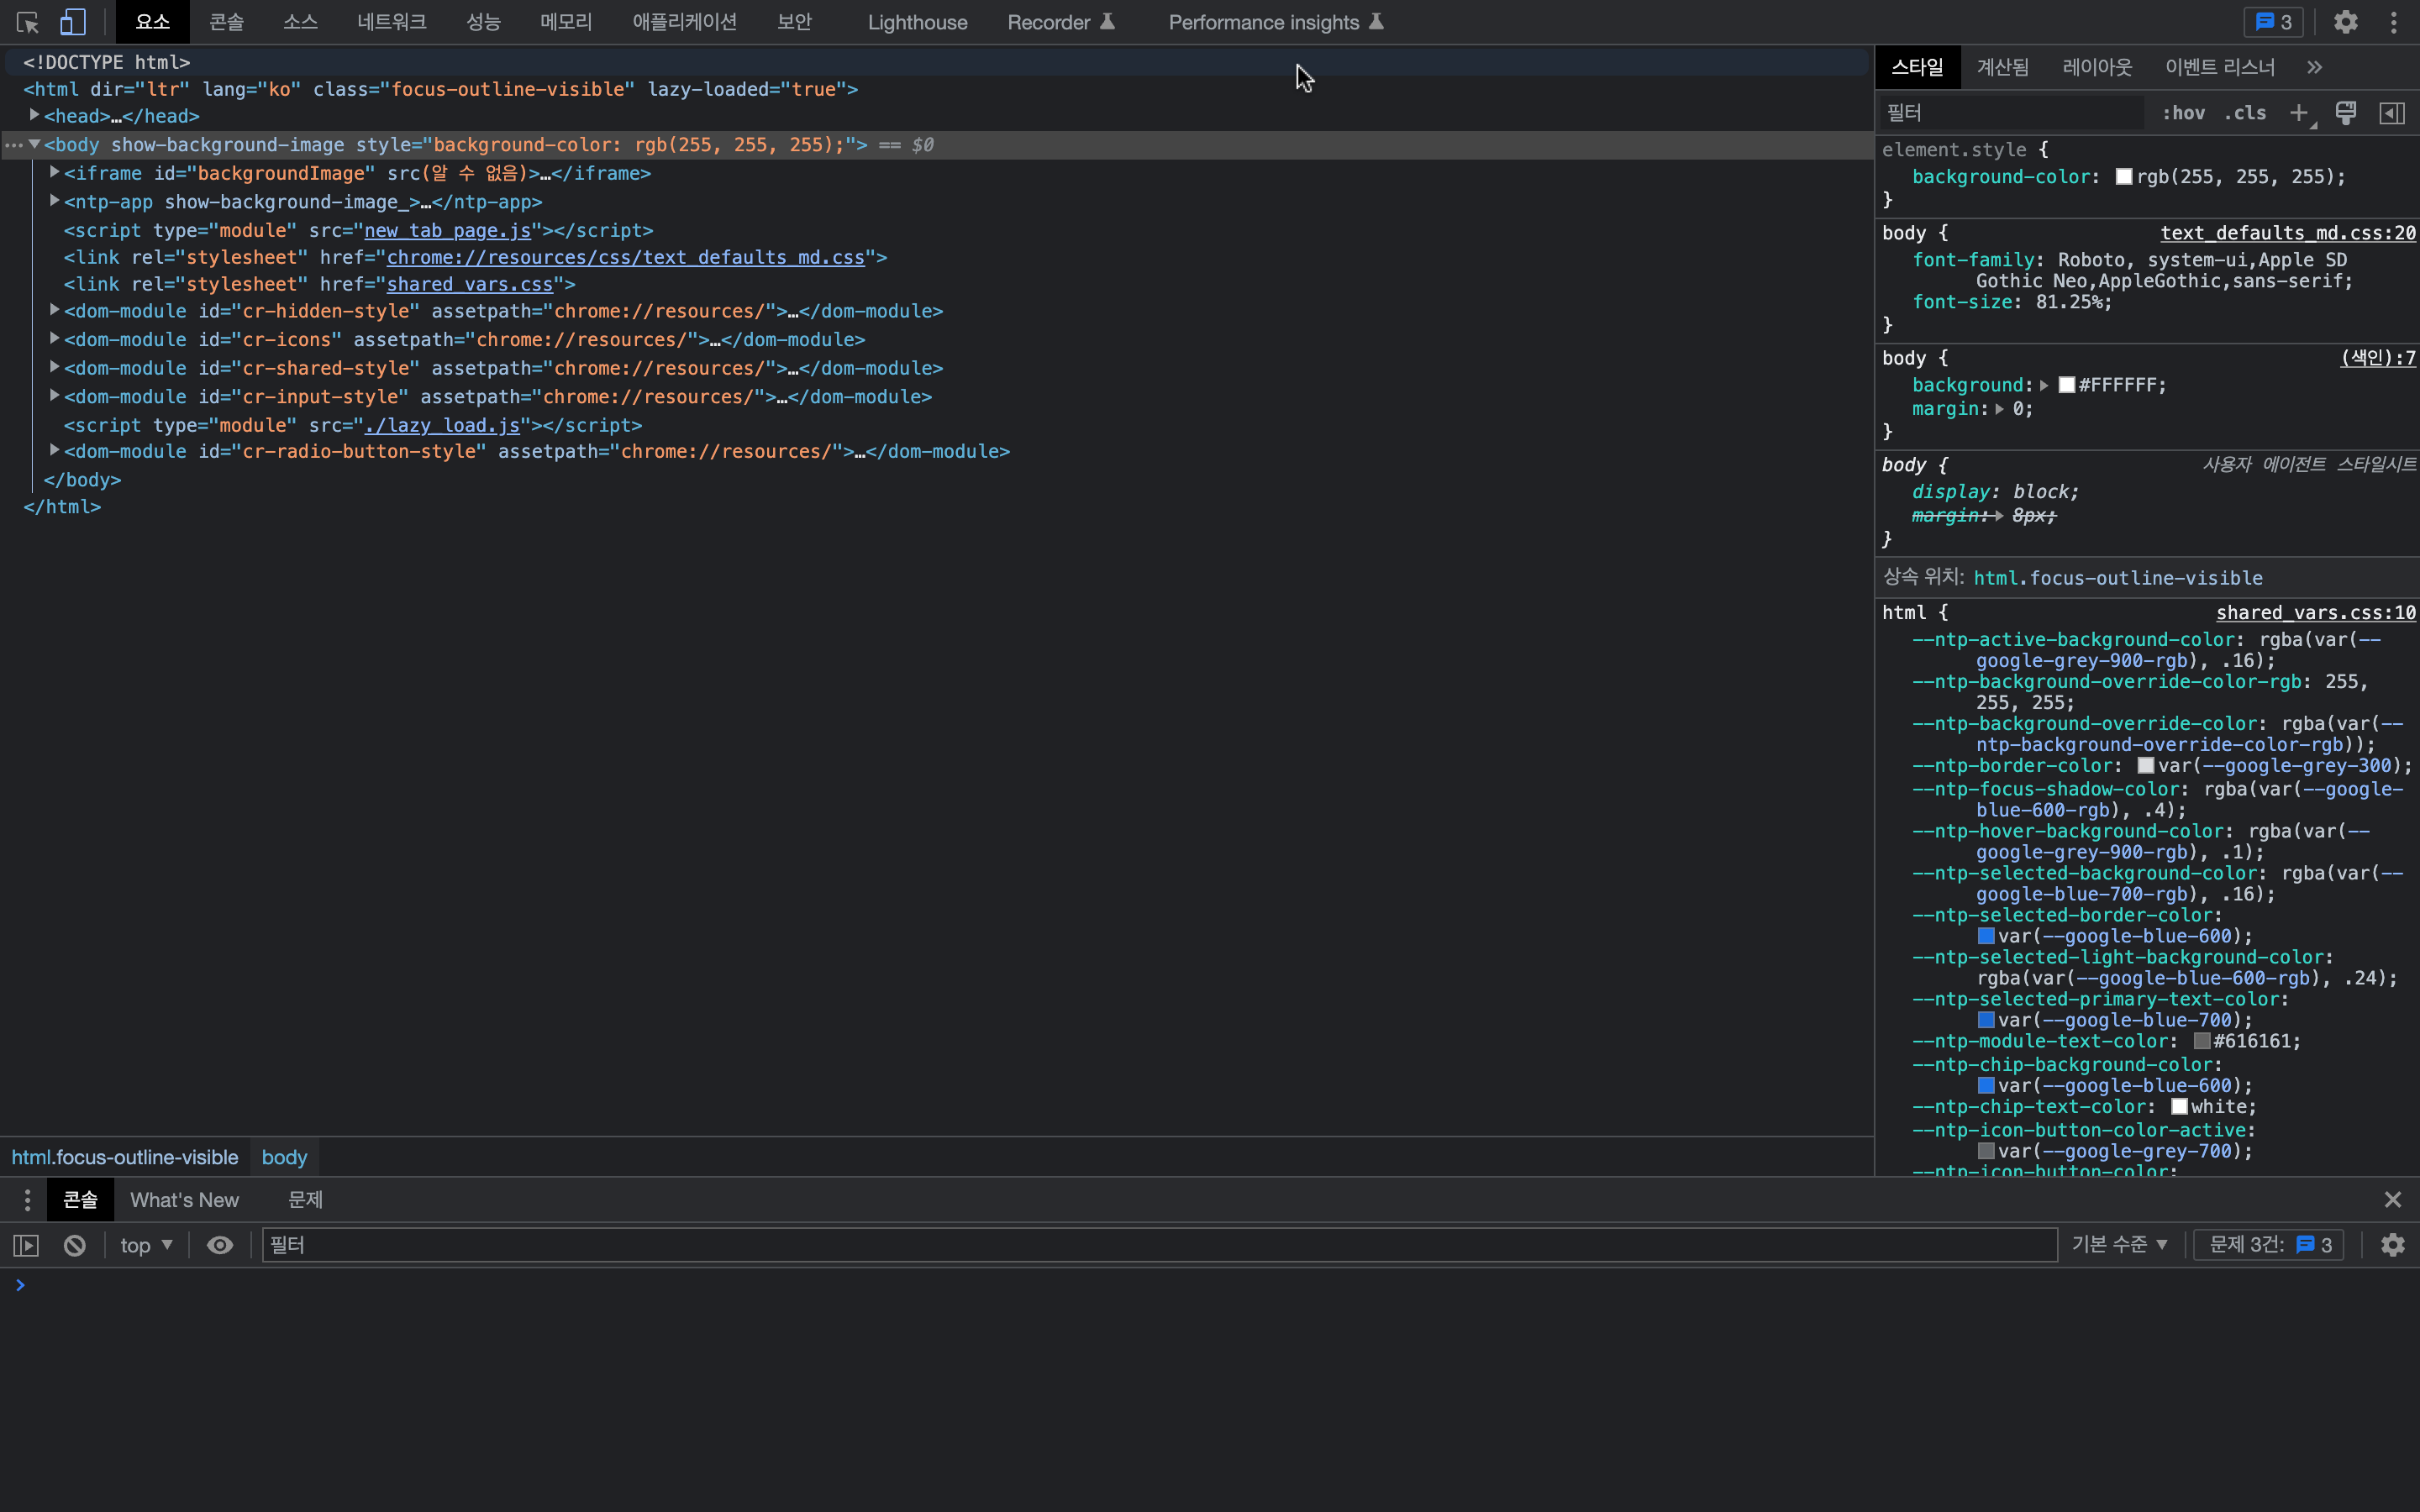 요소 콘솔 소스 네트워크 성능 메모리 애플리케이션 보안 Lighthouse Recorder Performance insights 3
<!DOCTYPE html>
<html dir="ltr" lang="ko" class="focus-outline-visible" lazy-loaded="true">
<head>…</head>
<body show-background-image style="background-color: rgb(255, 255, 255);"> == $0
<iframe id="backgroundImage" src(알 수 없음)>…</iframe>
<ntp-app show-background-image_>…</ntp-app>
<script type="module" src="new_tab_page.js"></script>
<link rel="stylesheet" href="chrome://resources/css/text_defaults_md.css">
<link rel="stylesheet" href="shared_vars.css">
<dom-module id="cr-hidden-style" assetpath="chrome://resources/">…</dom-module>
<dom-module id="cr-icons" assetpath="chrome://resources/">…</dom-module>
<dom-module id="cr-shared-style" assetpath="chrome://resources/">…</dom-module>
<dom-module id="cr-input-style" assetpath="chrome://resources/">…</dom-module>
<script type="module" src="./lazy_load.js"></script>
<dom-module id="cr-radio-button-style" assetpath="chrome://resources/">…</dom-module>
</body>
</html>
html.focus-outline-visible body
스타일 계산됨 레이아웃 이벤트 리스너 »
필터 :hov .cls
element.style {
background-color: rgb(255, 255, 255);
}
body { text_defaults_md.css:20
font-family: Roboto, system-ui,Apple SD
Gothic Neo,AppleGothic,sans-serif;
font-size: 81.25%;
}
body { (색인):7
background: #FFFFFF;
margin: 0;
}
body { 사용자 에이전트 스타일시트
display: block;
margin: 8px;
}
상속 위치: html.focus-outline-visible
html { shared_vars.css:10
--ntp-active-background-color: rgba(var(--
google-grey-900-rgb), .16);
--ntp-background-override-color-rgb: 255,
255, 255;
--ntp-background-override-color: rgba(var(--
ntp-background-override-color-rgb));
--ntp-border-color: var(--google-grey-300);
--ntp-focus-shadow-color: rgba(var(--google-
blue-600-rgb), .4);
--ntp-hover-background-color: rgba(var(--
google-grey-900-rgb), .1);
--ntp-selected-background-color: rgba(var(--
google-blue-700-rgb), .16);
--ntp-selected-border-color:
var(--google-blue-600);
--ntp-selected-light-background-color:
rgba(var(--google-blue-600-rgb), .24);
--ntp-selected-primary-text-color:
var(--google-blue-700);
--ntp-module-text-color: #616161;
--ntp-chip-background-color:
var(--google-blue-600);
--ntp-chip-text-color: white;
--ntp-icon-button-color-active:
var(--google-grey-700);
--ntp-icon-button-color:
콘솔 What's New 문제
top 필터 기본 수준 문제 3건: 3